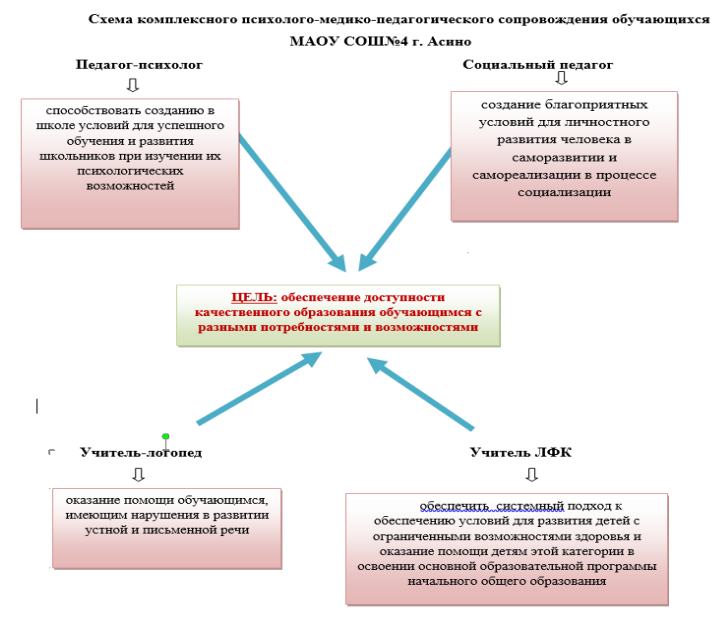 Схема комплексного психолого-медико-педагогического сопровождения обучающихся
МАОУ СОШ№4 г. Асино
Педагог-психолог
способствовать созданию в
школе условий для успешного
обучения и развития
школьников при изучении их
психологических
возможностей
Социальный педагог
создание благоприятных
условий для личностного
развития человека в
саморазвитии и
самореализации в процессе
социализации
ЦЕЛЬ: обеспечение доступности
качественного образования обучающимся с
разными потребностями и возможностями
Учитель-логопед
оказание помощи обучающимся,
имеющим нарушения в развитии
устной и письменной речи
Учитель ЛФК
обеспечить системный подход к
обеспечению условий для развития детей с
ограниченными возможностями здоровья и
оказание помощи детям этой категории в
освоении основной образовательной программы
начального общего образования